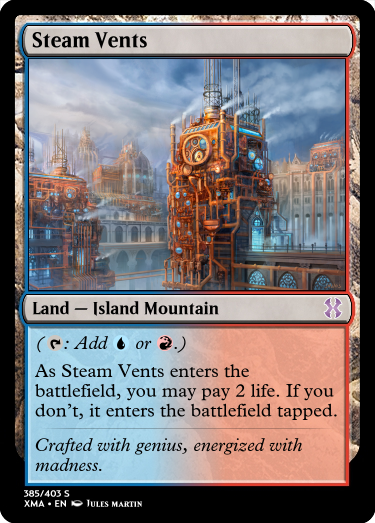 Steam Vents
Land — Island Mountain
( : Add or .)
As Steam Vents enters the
battlefield, you may pay 2 life. If you
don't, it enters the battlefield tapped.
Crafted with genius, energized with
madness.
385/403 S
XMA • EN Jules Martin